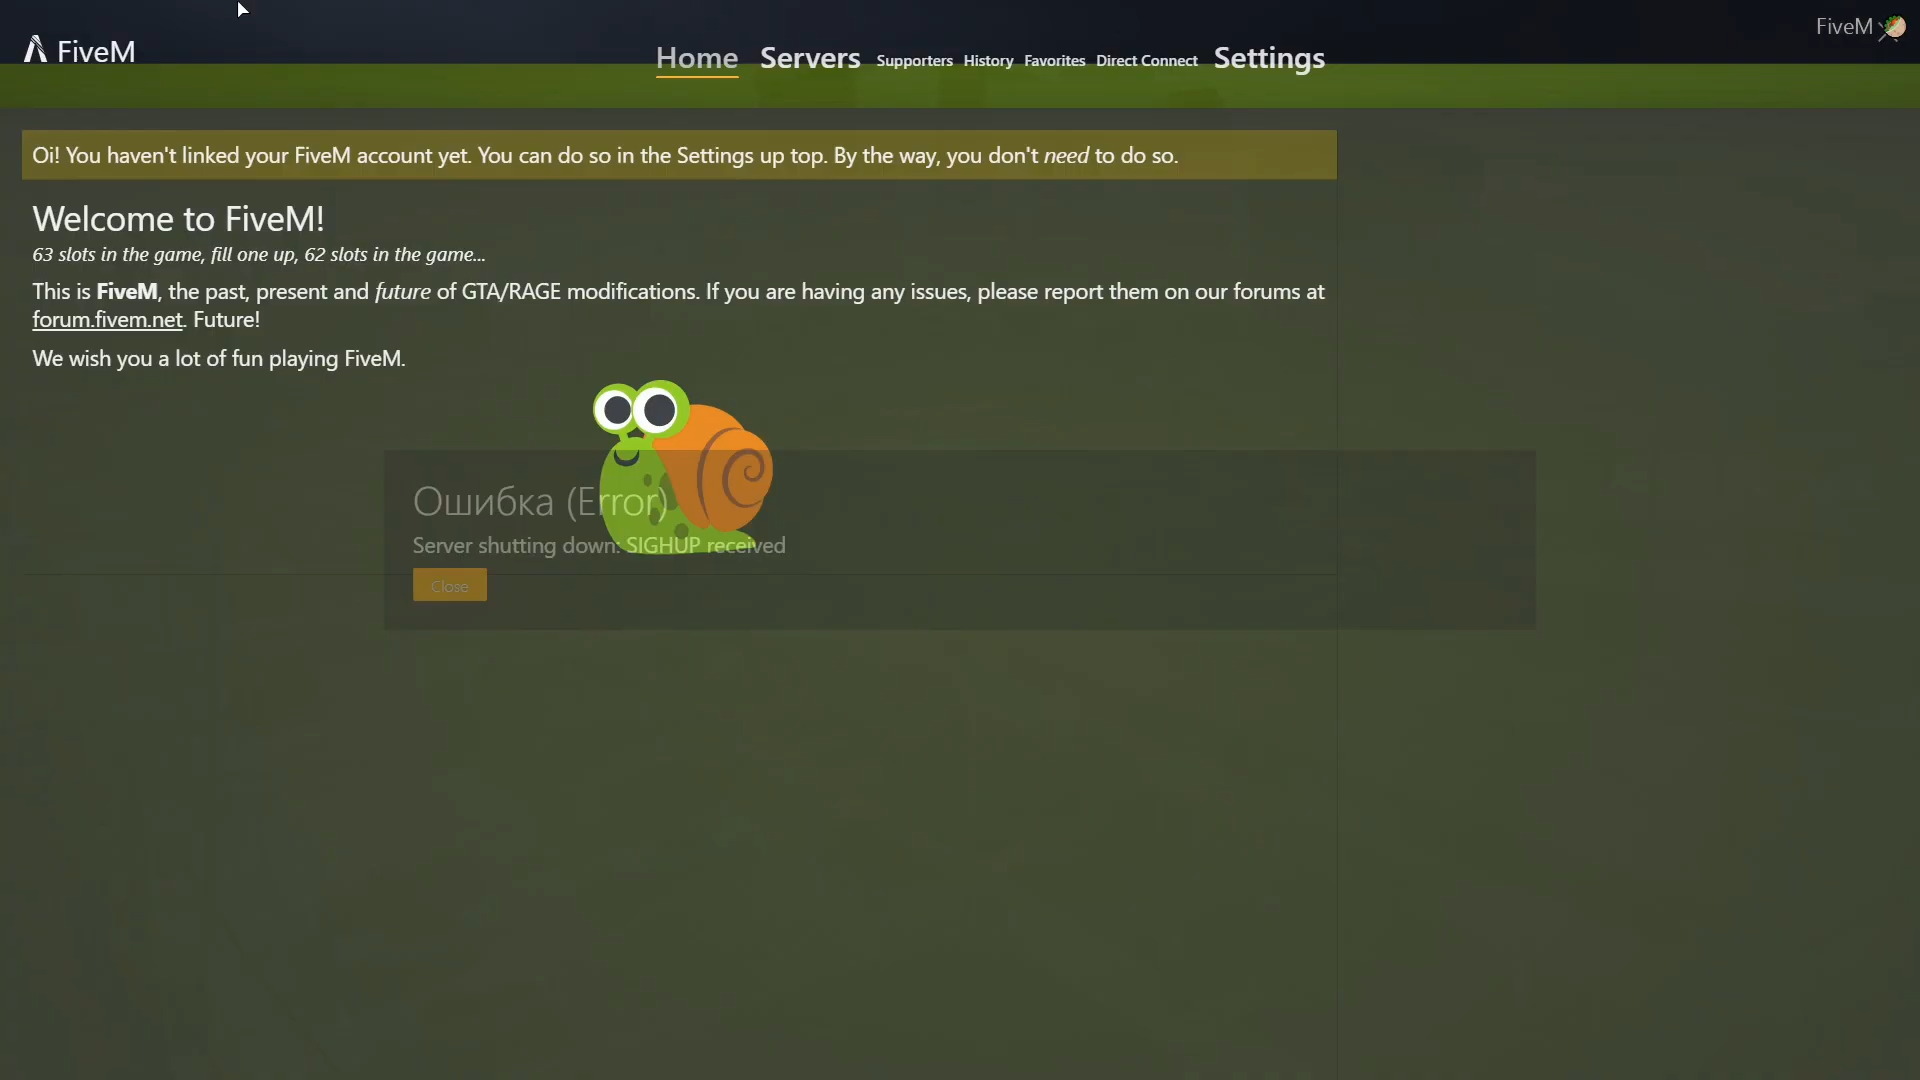 FiveM
Home Servers Supporters History Favorites Direct Connect Settings
FiveM
Oi! You haven't linked your FiveM account yet. You can do so in the Settings up top. By the way, you don't need to do so.
Welcome to FiveM!
63 slots in the game, fill one up, 62 slots in the game...
This is FiveM, the past, present and future of GTA/RAGE modifications. If you are having any issues, please report them on our forums at
forum.fivem.net. Future!
We wish you a lot of fun playing FiveM.
Ошибка (Error)
Server shutting down: SIGHUP received
Close